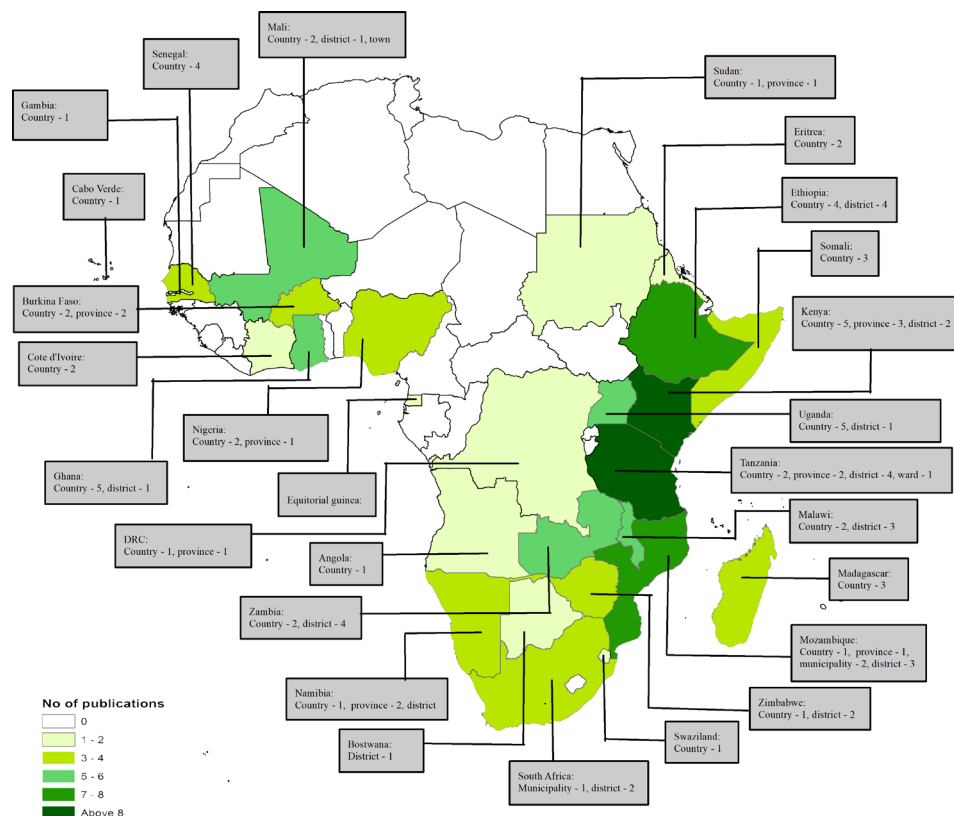 Mali:
Country - 2, district - 1, town
Senegal:
Country - 4
Sudan:
Country - 1, province - 1
Gambia:
Country - 1
Eritrea:
Country - 2
Cabo Verde:
Country - 1
Ethiopia:
Country - 4, district - 4
Somali:
Country - 3
Burkina Faso:
Country - 2, province - 2
Kenya:
Country - 5, province - 3, district - 2
Cote d'Ivoire:
Country - 2
Nigeria:
Country - 2, province - 1
Uganda:
Country - 5, district - 1
Ghana:
Country - 5, district - 1
Equitorial guinea:
Tanzania:
Country - 2, province - 2, district - 4, ward - 1
DRC:
Country - 1, province - 1
Angola:
Country - 1
Malawi:
Country - 2, district - 3
Madagascar:
Country - 3
Zambia:
Country - 2, district - 4
Mozambique:
Country - 1,  province - 1,
municipality - 2, district - 3
Namibia:
Country - 1,  province - 2, district
Zimbabwe:
Country - 1, district - 2
Bostwana:
District - 1
Swaziland:
Country - 1
South Africa:
Municipality - 1, district - 2
No of publications
0
1 - 2
3 - 4
5 - 6
7 - 8
Above 8